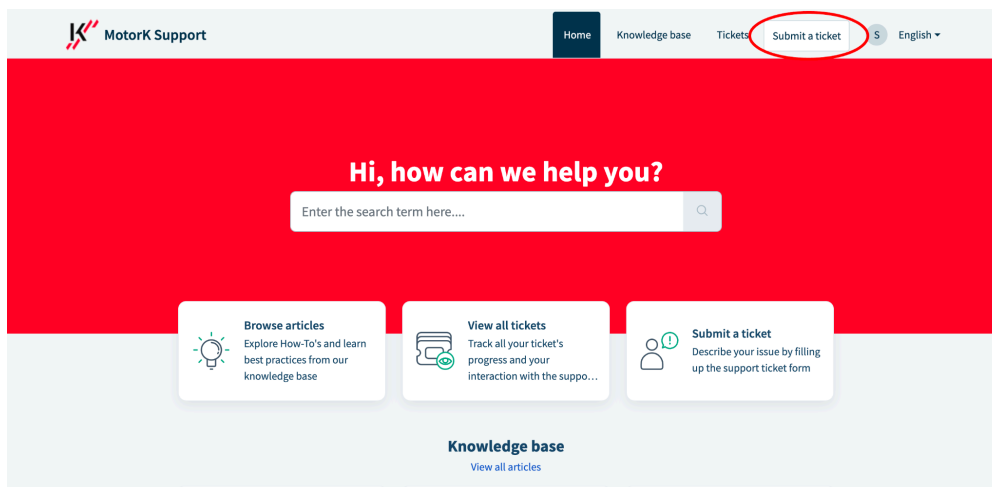 MotorK Support
Home
Knowledge base
Tickets
Submit a ticket
S
English
Hi, how can we help you?
Enter the search term here....
Browse articles
Explore How-To's and learn
best practices from our
knowledge base
View all tickets
Track all your ticket's
progress and your
interaction with the suppo...
Submit a ticket
Describe your issue by filling
up the support ticket form
Knowledge base
View all articles